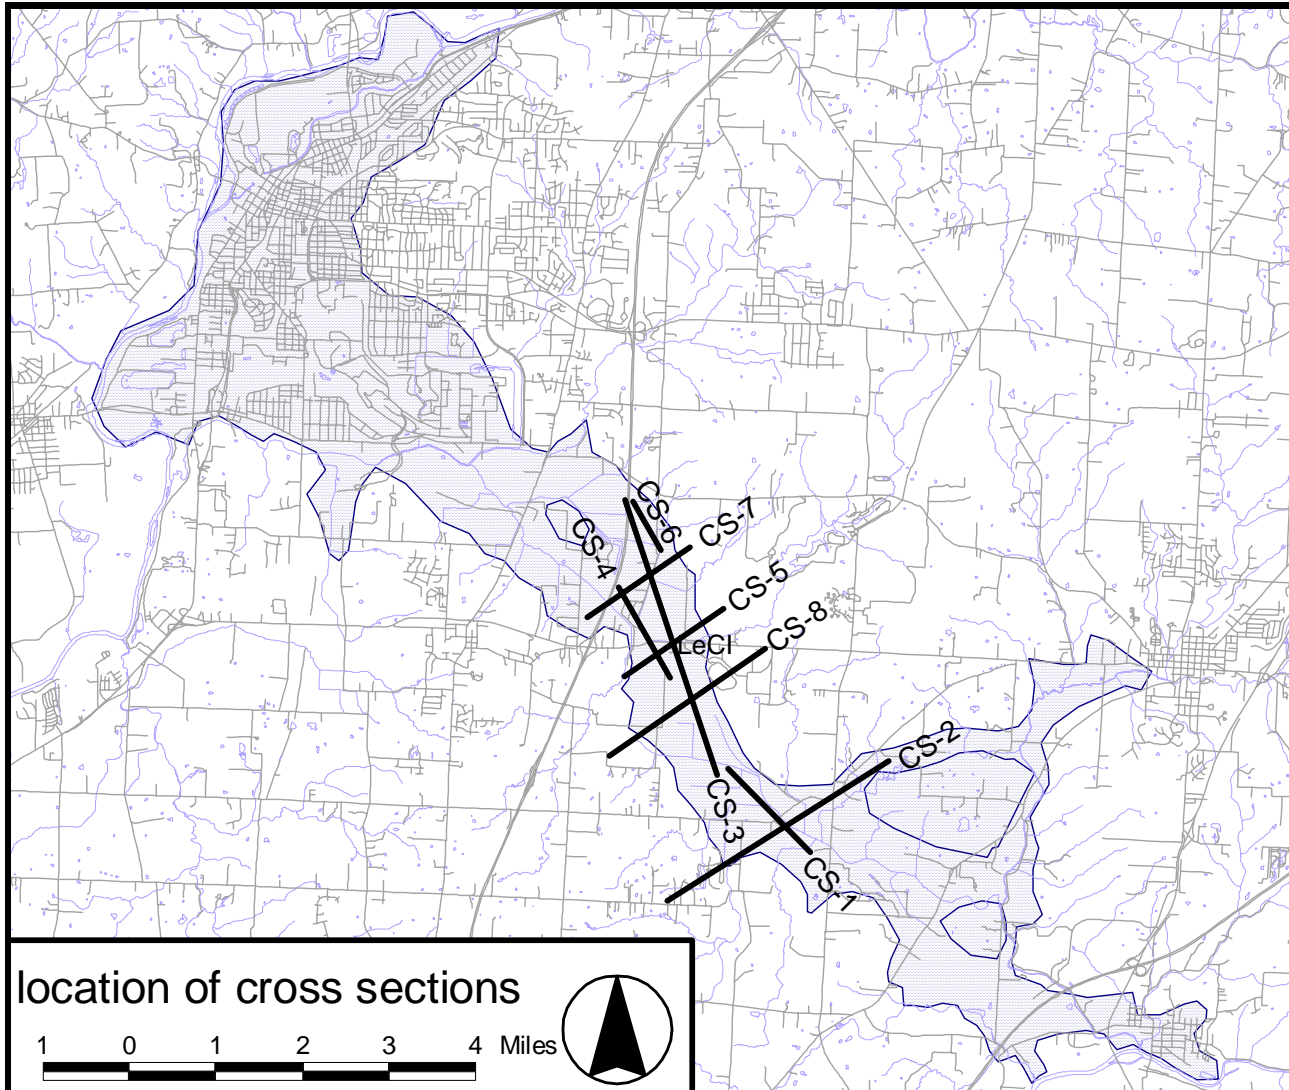 CS-6
CS-7
CS-4
CS-5
CS-8
LeCI
CS-2
CS-3
CS-1
location of cross sections
1 0 1 2 3 4 Miles